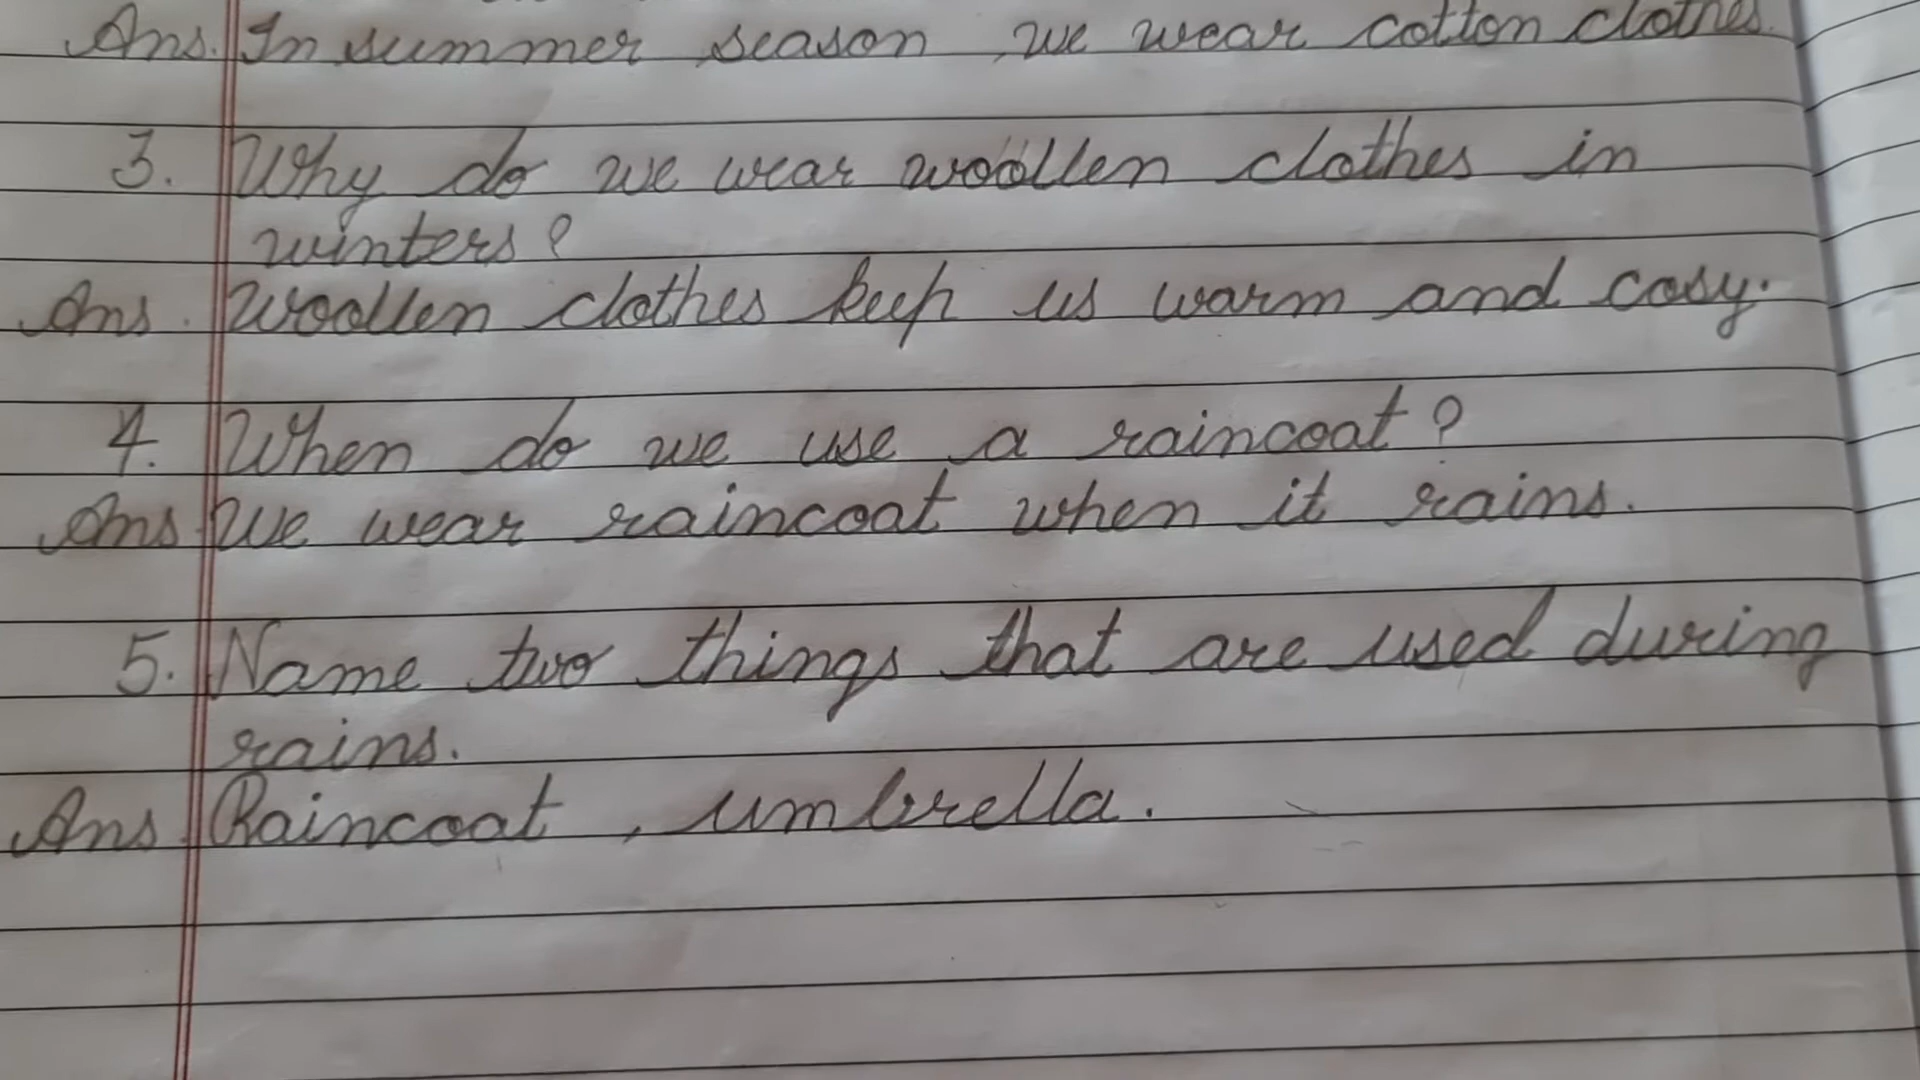 Ans. In summer season, we wear cotton clothes.
3. Why do we wear woollen clothes in
winters?
Ans. Woollen clothes keep us warm and cosy.
4. When do we use a raincoat?
Ans We wear raincoat when it rains.
5. Name two things that are used during
rains.
Ans. Raincoat, umbrella.